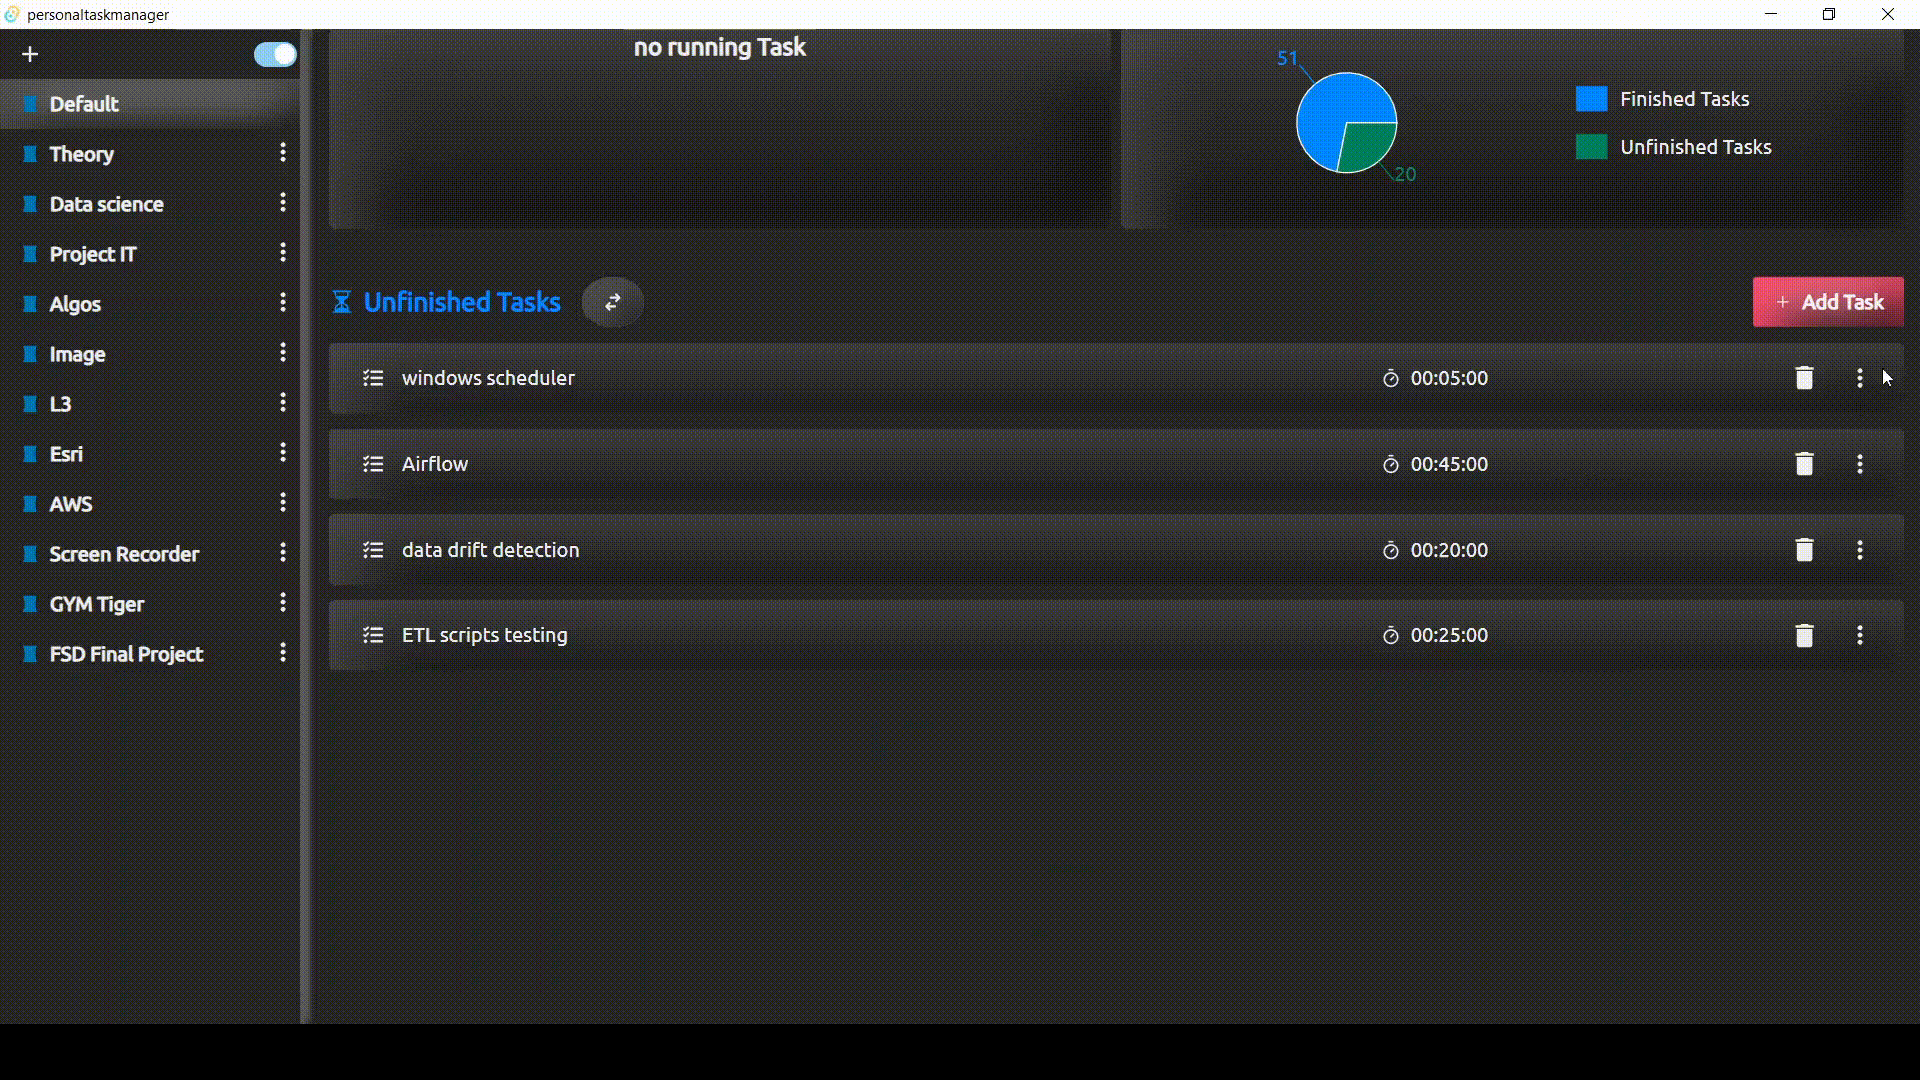 personaltaskmanager
Default
Theory
Data science
Project IT
Algos
Image
L3
Esri
AWS
Screen Recorder
GYM Tiger
FSD Final Project
no running Task
51
20
Finished Tasks
Unfinished Tasks
Unfinished Tasks
+ Add Task
windows scheduler 00:05:00
Airflow 00:45:00
data drift detection 00:20:00
ETL scripts testing 00:25:00